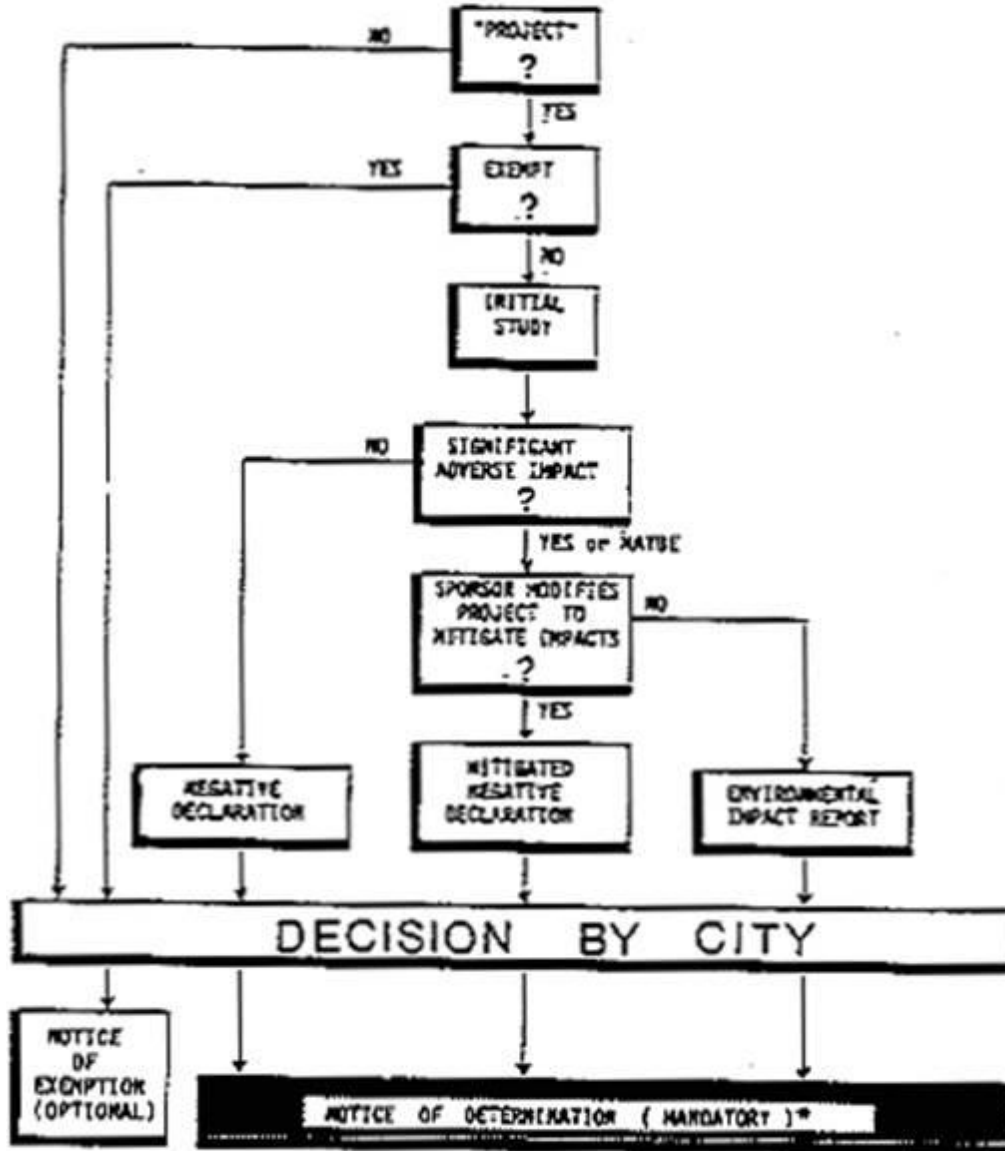 "PROJECT"
?
NO
YES
EXEMPT
?
YES
NO
INITIAL
STUDY
SIGNIFICANT
ADVERSE IMPACT
?
NO
YES or MAYBE
SPONSOR MODIFIES
PROJECT TO
MITIGATE IMPACTS
?
NO
YES
NEGATIVE
DECLARATION
MITIGATED
NEGATIVE
DECLARATION
ENVIRONMENTAL
IMPACT REPORT
DECISION BY CITY
NOTICE
OF
EXEMPTION
(OPTIONAL)
NOTICE OF DETERMINATION ( MANDATORY )*